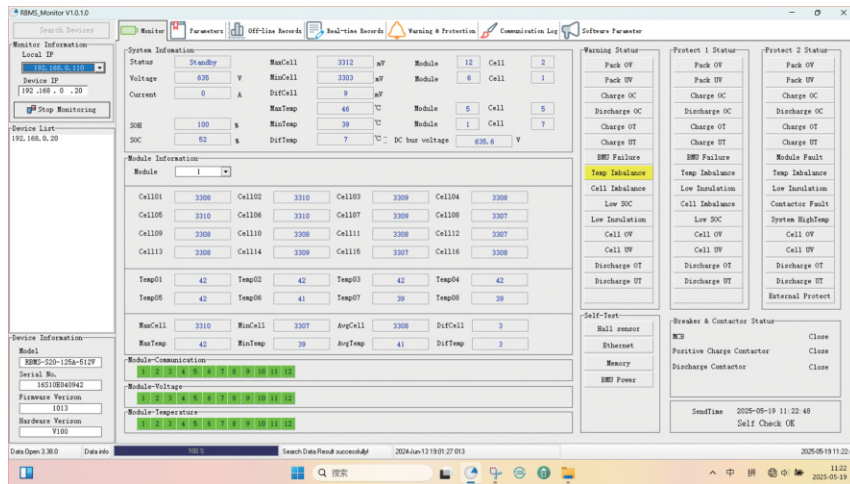 RBMS_Monitor V1.0.1.0
Search Devices
Monitor
Parameters
Off-Line Records
Real-time Records
Warning & Protection
Communication Log
Software Parameter
Monitor Information
Local IP
192.168.0.110
Device IP
192 .168 . 0 .20
Stop Monitoring
Device List
192.168.0.20
Device Information
Model
RBMS-S20-125A-512V
Serial No.
16S10E040942
Firmware Verizon
1013
Hardware Verizon
V100
System Infomation
Status Standby MaxCell 3312 mV Module 12 Cell 2
Voltage 635 V MinCell 3303 mV Module 6 Cell 1
Current 0 A DifCell 9 mV
MaxTemp 46 ℃ Module 5 Cell 5
SOH 100 % MinTemp 39 ℃ Module 1 Cell 7
SOC 52 % DifTemp 7 ℃ DC bus voltage 635.6 V
Module Information
Module 1
Cell01 3308 Cell02 3310 Cell03 3309 Cell04 3308
Cell05 3310 Cell06 3310 Cell07 3309 Cell08 3307
Cell09 3308 Cell10 3308 Cell11 3308 Cell12 3307
Cell13 3308 Cell14 3309 Cell15 3307 Cell16 3308
Temp01 42 Temp02 42 Temp03 42 Temp04 42
Temp05 42 Temp06 41 Temp07 39 Temp08 39
MaxCell 3310 MinCell 3307 AvgCell 3308 DifCell 3
MaxTemp 42 MinTemp 39 AvgTemp 41 DifTemp 3
Module-Communication
1 2 3 4 5 6 7 8 9 10 11 12
Module-Voltage
1 2 3 4 5 6 7 8 9 10 11 12
Module-Temperature
1 2 3 4 5 6 7 8 9 10 11 12
Warning Status
Pack OV
Pack UV
Charge OC
Discharge OC
Charge OT
Charge UT
BMU Failure
Temp Imbalance
Cell Imbalance
Low SOC
Low Insulation
Cell OV
Cell UV
Discharge OT
Discharge UT
Protect 1 Status
Pack OV
Pack UV
Charge OC
Discharge OC
Charge OT
Charge UT
BMU Failure
Temp Imbalance
Low Insulation
Cell Imbalance
Low SOC
Cell OV
Cell UV
Discharge OT
Discharge UT
Protect 2 Status
Pack OV
Pack UV
Charge OC
Discharge OC
Charge OT
Charge UT
Module Fault
Temp Imbalance
Low Insulation
Contactor Fault
System HighTemp
Cell OV
Cell UV
Discharge OT
Discharge UT
External Protect
Self-Test
Hall sensor
Ethernet
Memory
BMU Power
Breaker & Contactor Status
MCB Close
Positive Charge Contactor Close
Discharge Contactor Close
SendTime 2025-05-19 11:22:48
Self Check OK
Data Open 3.38.0 Data info 100 % Search Data Result successfully! 2024-Jun-13 19:01:27 013 2025-05-19 11:22:
搜索
中 拼
11:22
2025-05-19